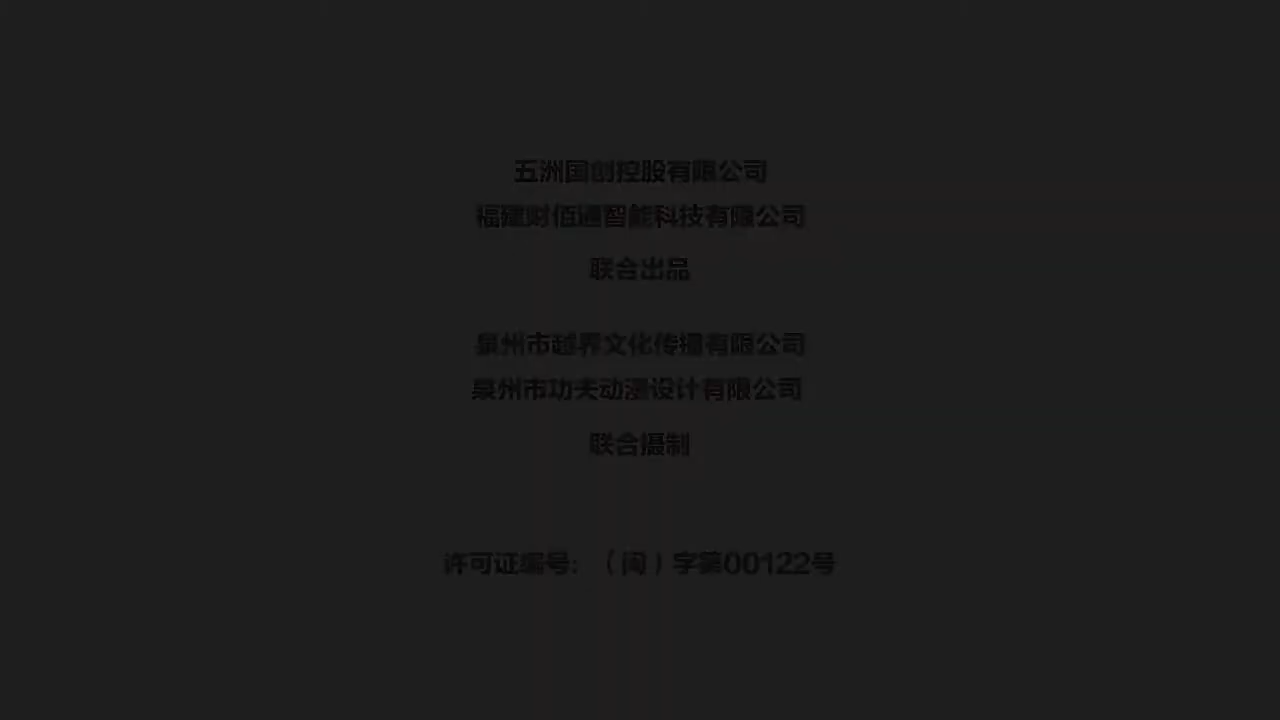 五洲国创控股有限公司
福建财佰通智能科技有限公司
联合出品
泉州市越界文化传播有限公司
泉州市功夫动漫设计有限公司
联合摄制
许可证编号：（闽）字第00122号